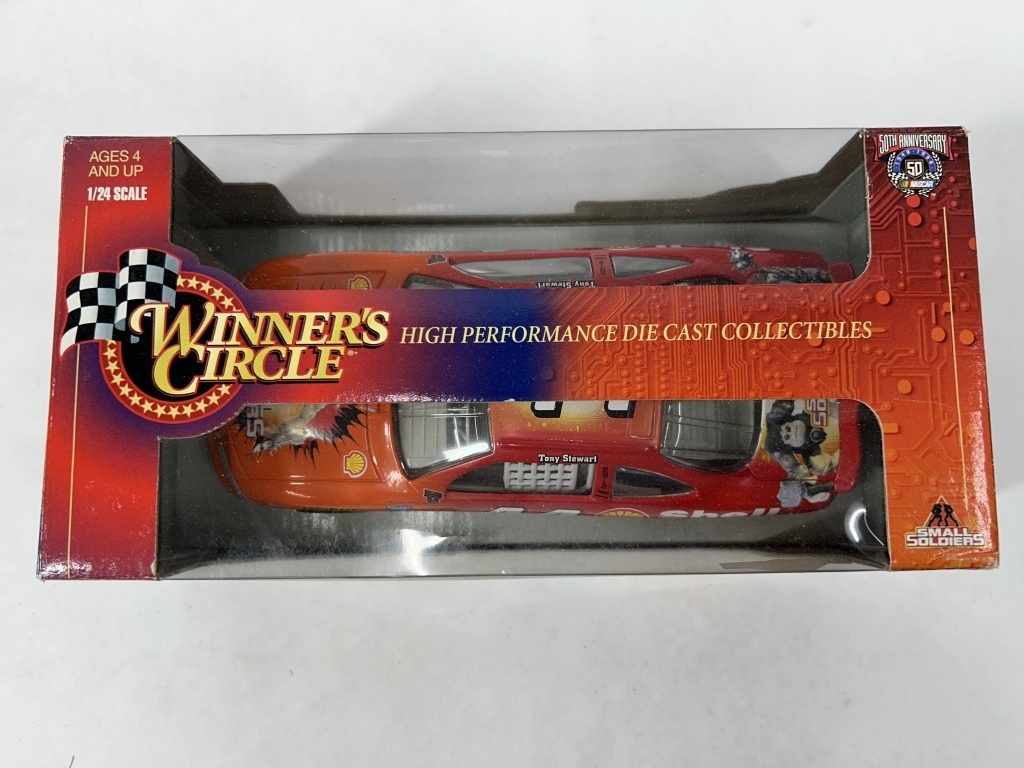 AGES 4
AND UP
1/24 SCALE
50TH ANNIVERSARY
50
NASCAR
Tony Stewart
WINNER'S
CIRCLE
HIGH PERFORMANCE DIE CAST COLLECTIBLES
Tony Stewart
Shell
SMALL
SOLDIERS